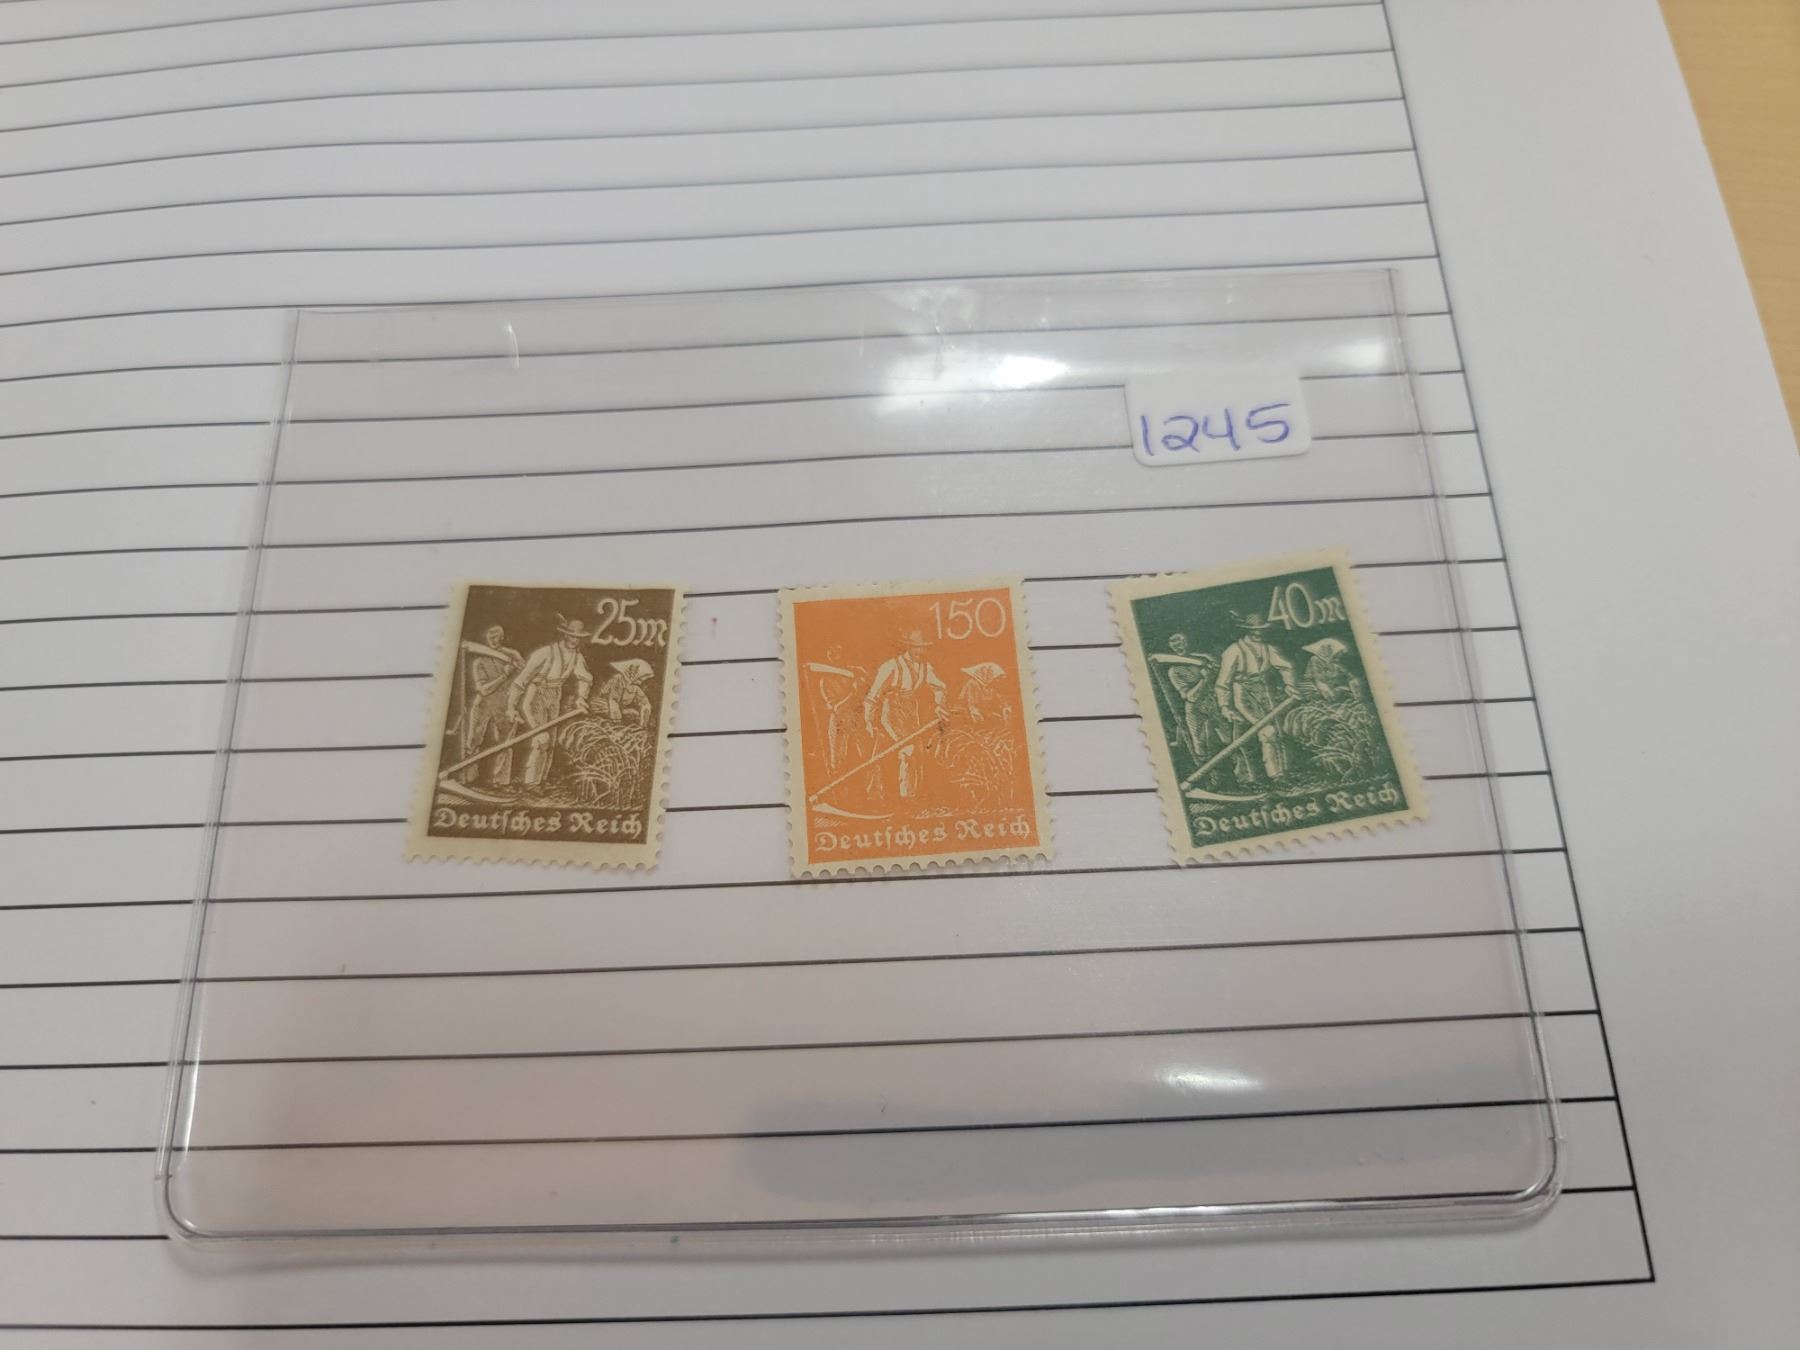 1245
25m
Deutsches Reich
150
Deutsches Reich
40m
Deutsches Reich